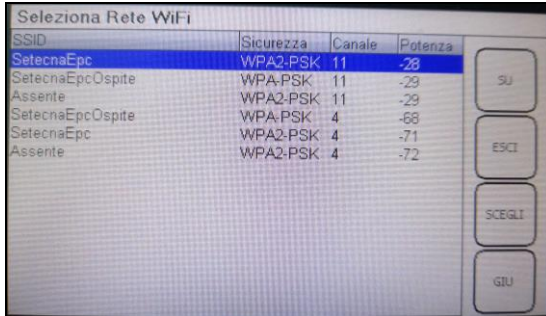 Seleziona Rete WiFi
SSID Sicurezza Canale Potenza
SetecnaEpc WPA2-PSK 11 -28
SetecnaEpcOspite WPA-PSK 11 -29
Assente WPA2-PSK 11 -29
SetecnaEpcOspite WPA-PSK 4 -68
SetecnaEpc WPA2-PSK 4 -71
Assente WPA2-PSK 4 -72
SU
ESCI
SCEGLI
GIU